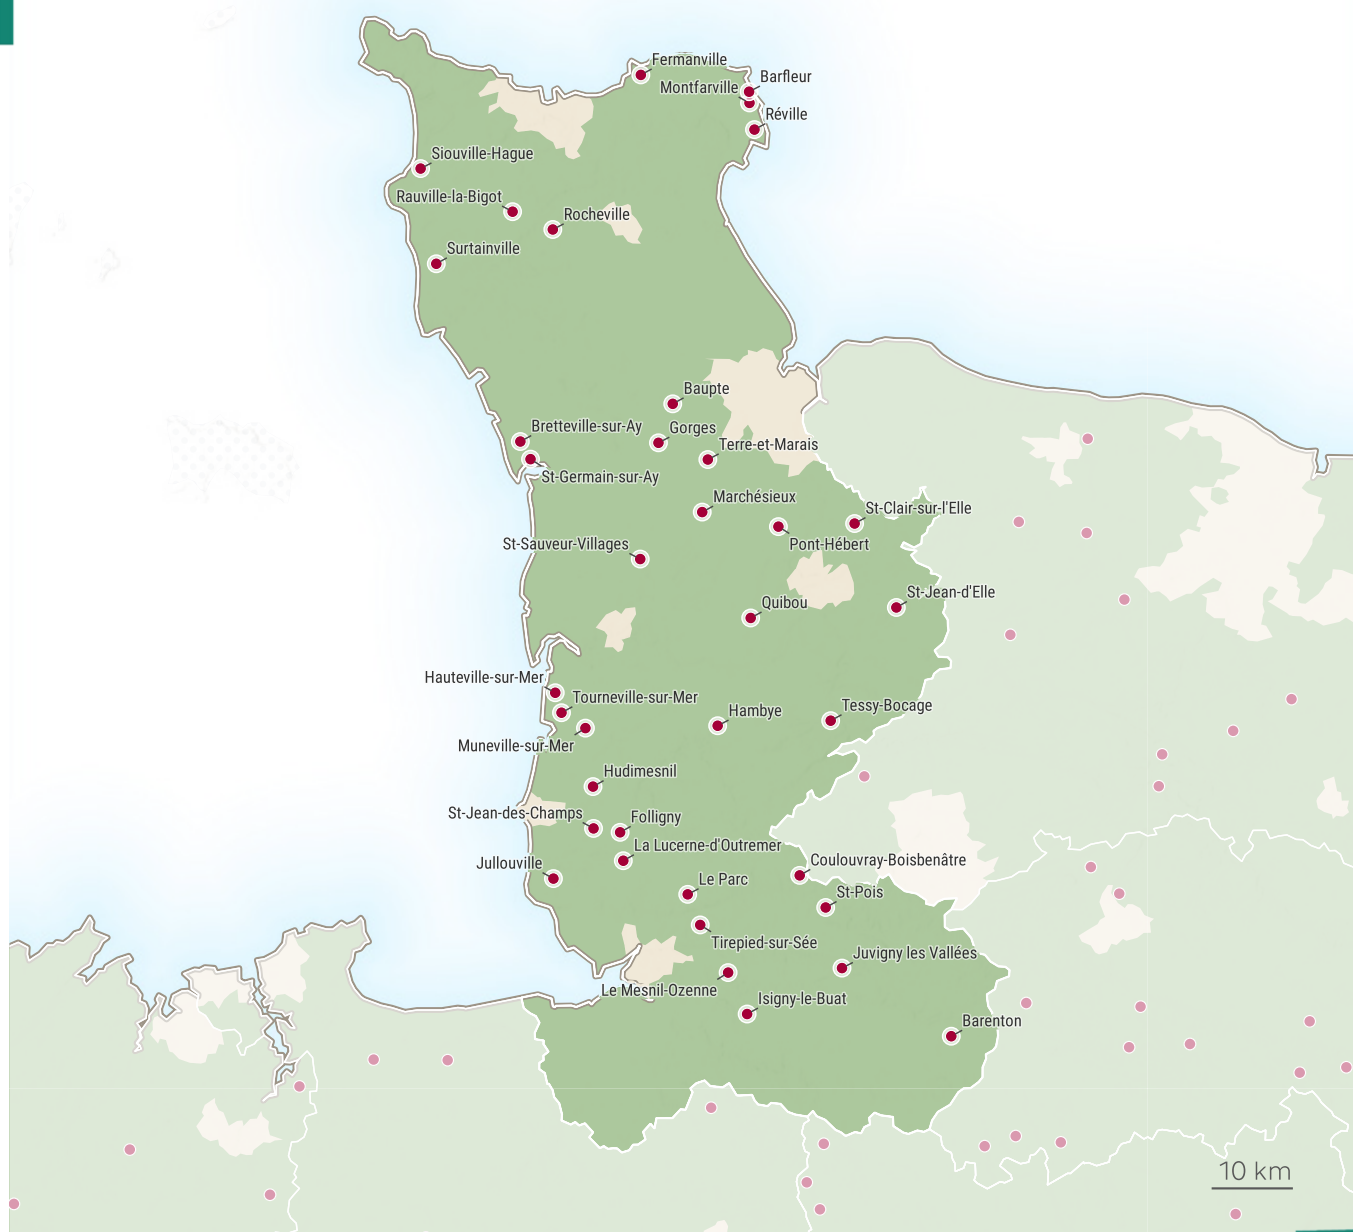 Fermanville
Barfleur
Montfarville
Réville
Siouville-Hague
Rauville-la-Bigot
Rocheville
Surtainville
Baupte
Bretteville-sur-Ay
Gorges
Terre-et-Marais
St-Germain-sur-Ay
Marchésieux
St-Clair-sur-l'Elle
St-Sauveur-Villages
Pont-Hébert
St-Jean-d'Elle
Quibou
Hauteville-sur-Mer
Tourneville-sur-Mer
Hambye
Tessy-Bocage
Muneville-sur-Mer
Hudimesnil
St-Jean-des-Champs
Folligny
La Lucerne-d'Outremer
Jullouville
Coulouvray-Boisbenâtre
Le Parc
St-Pois
Tirepied-sur-Sée
Juvigny les Vallées
Le Mesnil-Ozenne
Isigny-le-Buat
Barenton
10 km